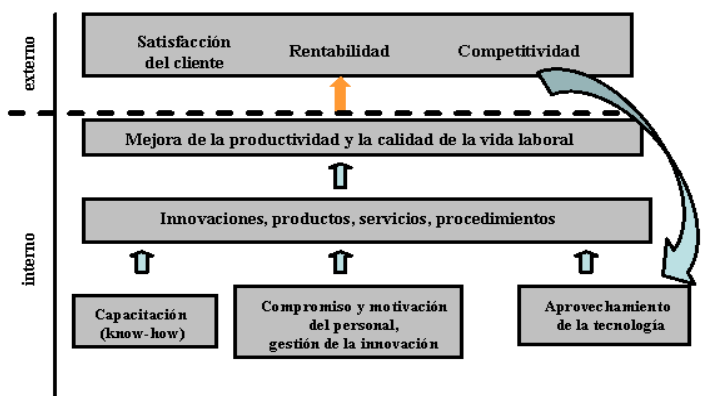 externo
Satisfacción
del cliente
Rentabilidad
Competitividad
Mejora de la productividad y la calidad de la vida laboral
interno
Innovaciones, productos, servicios, procedimientos
Capacitación
(know-how)
Compromiso y motivación
del personal,
gestión de la innovación
Aprovechamiento
de la tecnología